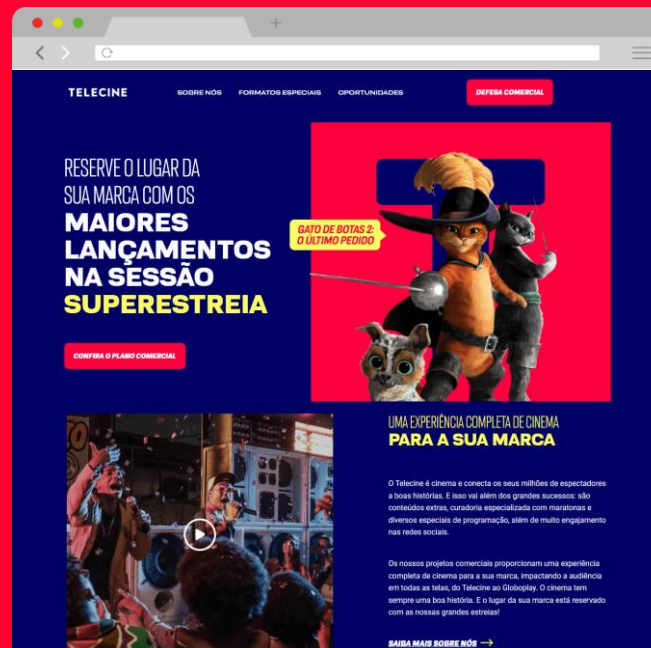 TELECINE
SOBRE NÓS
FORMATOS ESPECIAIS
OPORTUNIDADES
DEFESA COMERCIAL
RESERVE O LUGAR DA
SUA MARCA COM OS
MAIORES
LANÇAMENTOS
NA SESSÃO
SUPERESTREIA
CONFIRA O PLANO COMERCIAL
GATO DE BOTAS 2:
O ÚLTIMO PEDIDO
UMA EXPERIÊNCIA COMPLETA DE CINEMA
PARA A SUA MARCA
O Telecine é cinema e conecta os seus milhões de espectadores
a boas histórias. E isso vai além dos grandes sucessos: são
conteúdos extras, curadoria especializada com maratonas e
diversos especiais de programação, além de muito engajamento
nas redes sociais.
Os nossos projetos comerciais proporcionam uma experiência
completa de cinema para a sua marca, impactando a audiência
em todas as telas, do Telecine ao Globoplay. O cinema tem
sempre uma boa história. E o lugar da sua marca está reservado
com as nossas grandes estreias!
SAIBA MAIS SOBRE NÓS